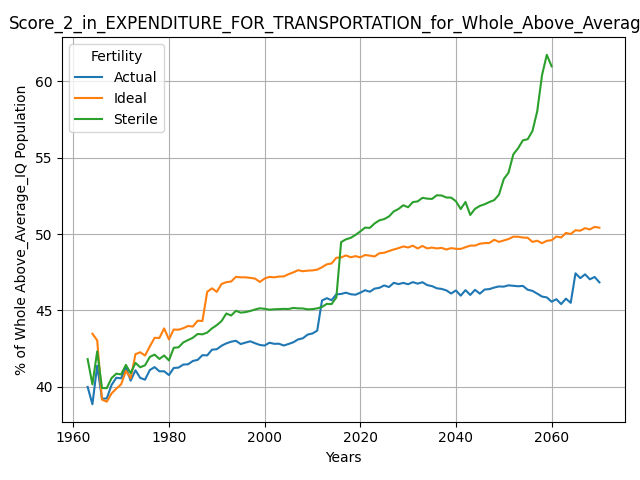 Score_2_in_EXPENDITURE_FOR_TRANSPORTATION_for_Whole_Above_Averag
Fertility
Actual
Ideal
Sterile
% of Whole Above_Average_IQ Population
60
55
50
45
40
1960 1980 2000 2020 2040 2060
Years